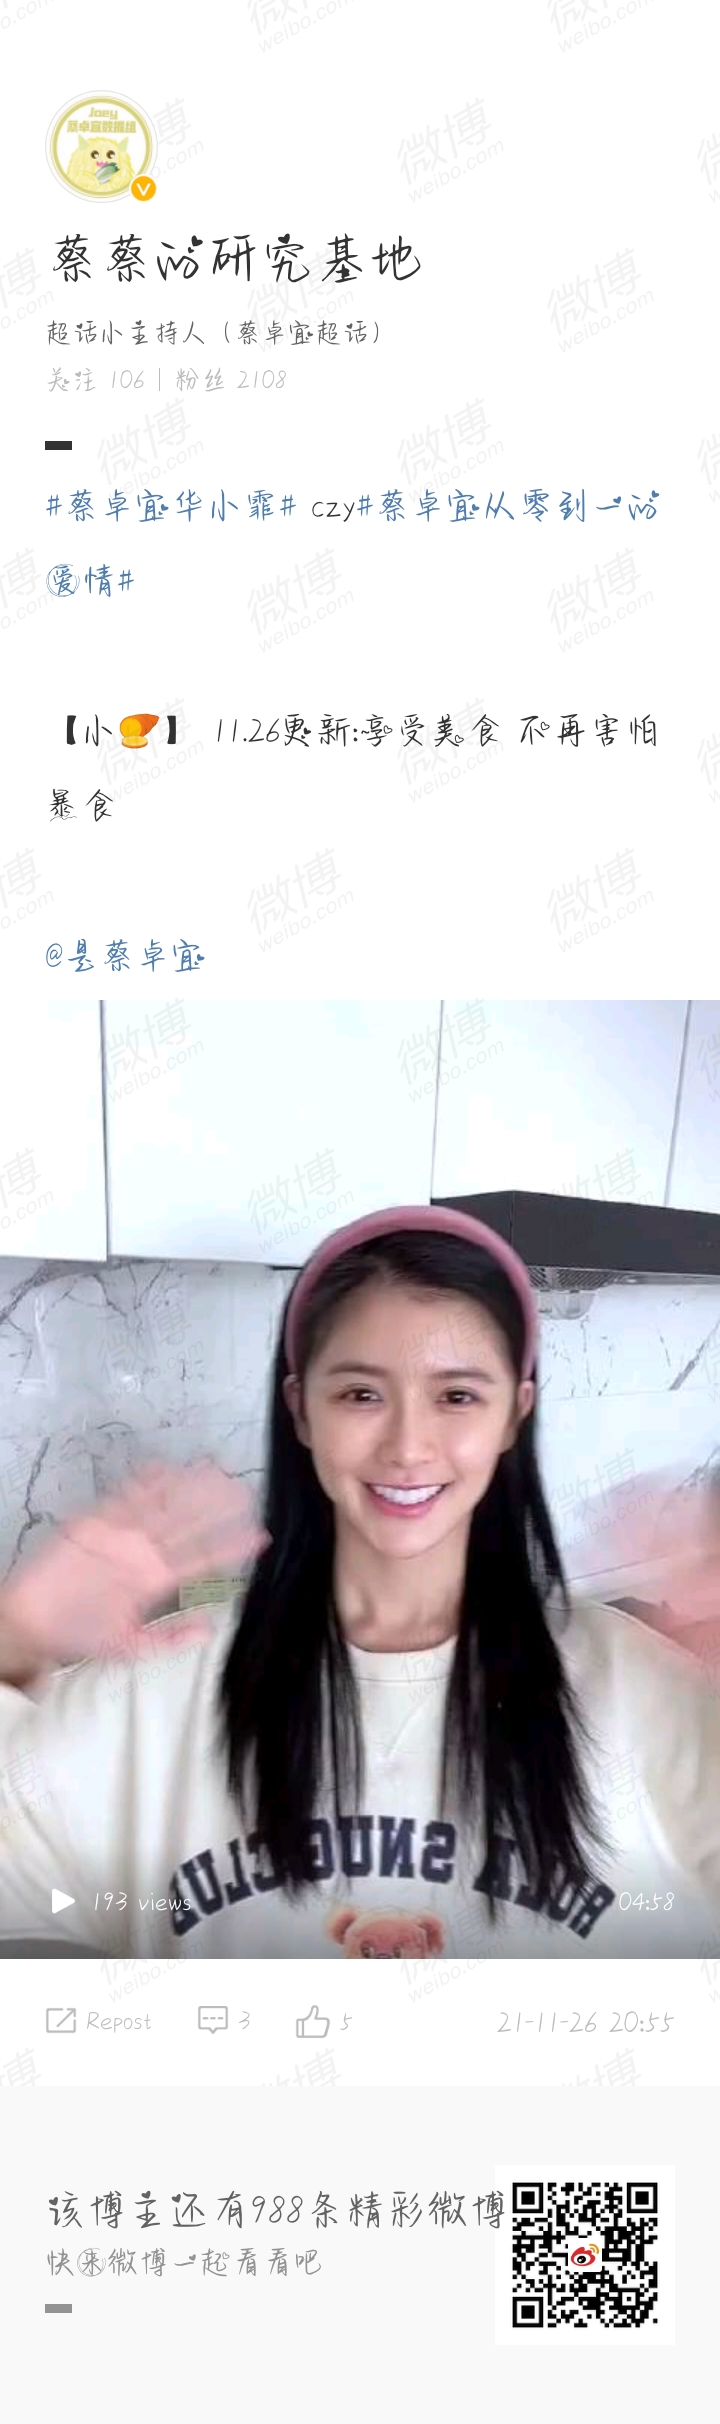 Joey
蔡卓宜数据组
蔡蔡的研究基地
超话小主持人（蔡卓宜超话）
关注 106 | 粉丝 2108
#蔡卓宜华小霏# czy#蔡卓宜从零到一的
爱情#
【小🍠】 11.26更新:享受美食 不再害怕
暴食
@是蔡卓宜
ROLA SNUG CLUB
193 views
04:58
Repost
3
5
21-11-26 20:55
该博主还有988条精彩微博
快来微博一起看看吧
微博
weibo.com